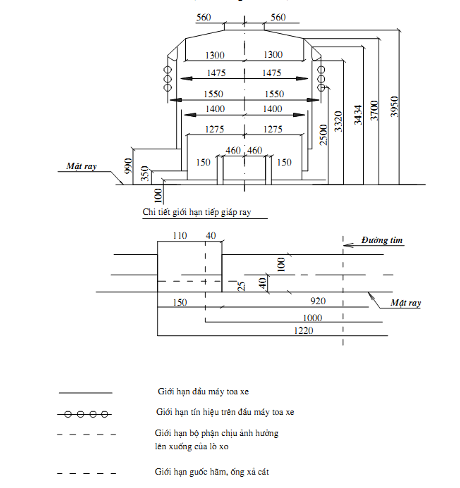 560 560
1300 1300
1475 1475
1550 1550
1400 1400
1275 1275
460 460
150 150
2500
3320
3434
3700
3950
990
350
100
Mặt ray
Chi tiết giới hạn tiếp giáp ray
110 40
Đường tim
100
25
40
150 920
Mặt ray
1000
1220
Giới hạn đầu máy toa xe
Giới hạn tín hiệu trên đầu máy toa xe
Giới hạn bộ phận chịu ảnh hưởng
lên xuống của lò xo
Giới hạn guốc hãm, ống xả cát